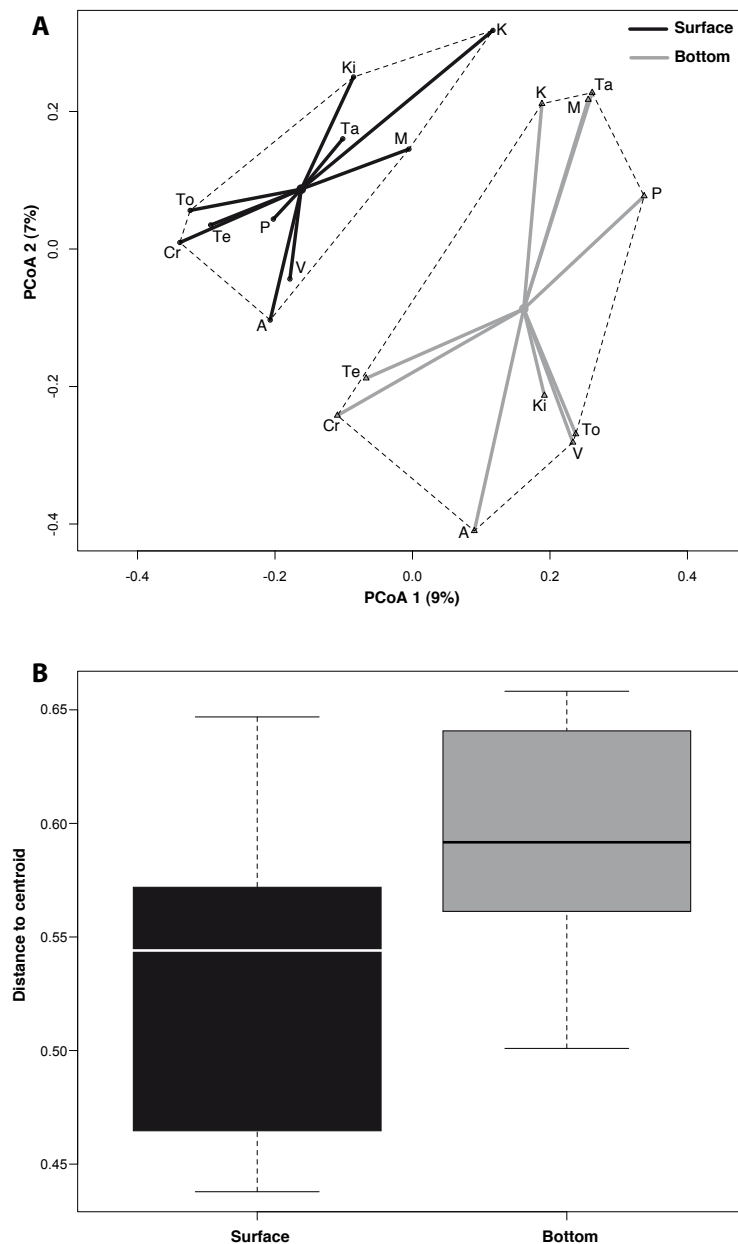 A
Surface
Bottom
K
Ki
Ta
M
To
Te
Cr
P
V
A
K
Ta
M
P
Te
Cr
Ki
To
V
A
0.2
0.0
-0.2
-0.4
PCoA 2 (7%)
-0.4 -0.2 0.0 0.2 0.4
PCoA 1 (9%)
B
0.65
0.60
0.55
0.50
0.45
Distance to centroid
Surface Bottom